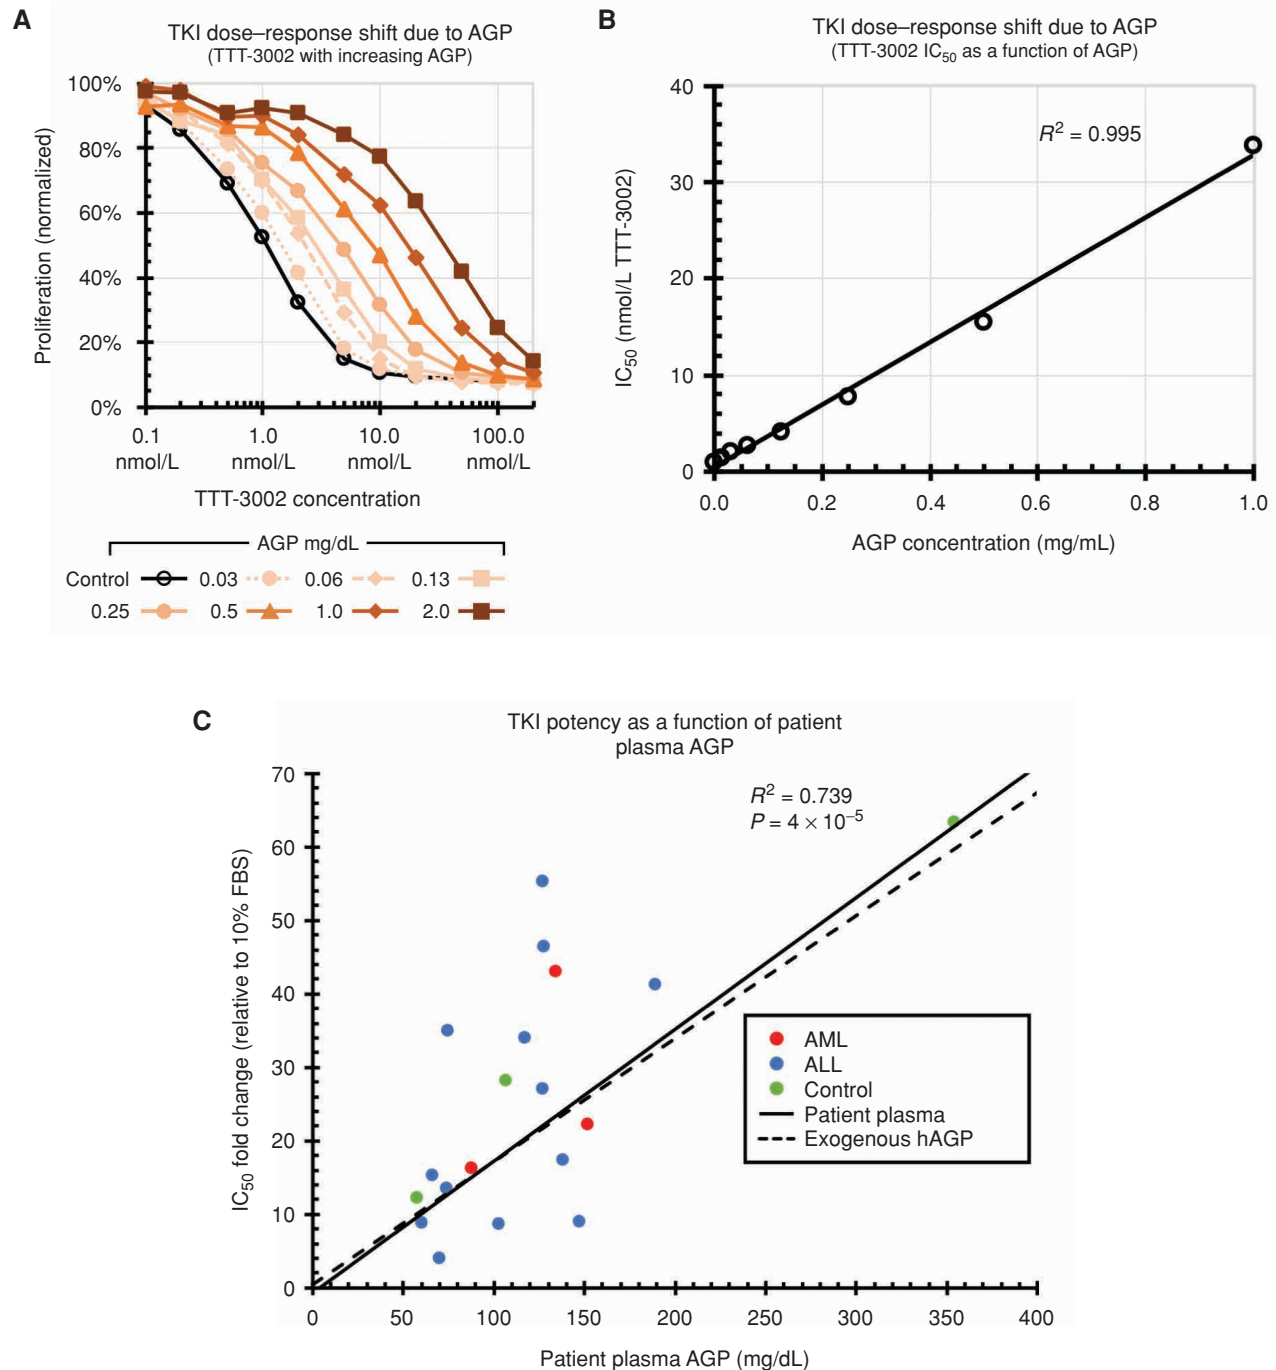 A
TKI dose–response shift due to AGP
(TTT-3002 with increasing AGP)
Proliferation (normalized)
100%
80%
60%
40%
20%
0%
0.1 1.0 10.0 100.0
nmol/L nmol/L nmol/L nmol/L
TTT-3002 concentration
AGP mg/dL
Control 0.03 0.06 0.13
0.25 0.5 1.0 2.0
B
TKI dose–response shift due to AGP
(TTT-3002 IC50 as a function of AGP)
IC50 (nmol/L TTT-3002)
40
30
20
10
0
R2 = 0.995
0.0 0.2 0.4 0.6 0.8 1.0
AGP concentration (mg/mL)
C
TKI potency as a function of patient
plasma AGP
IC50 fold change (relative to 10% FBS)
70
60
50
40
30
20
10
0
R2 = 0.739
P = 4 × 10−5
AML
ALL
Control
Patient plasma
Exogenous hAGP
0 50 100 150 200 250 300 350 400
Patient plasma AGP (mg/dL)